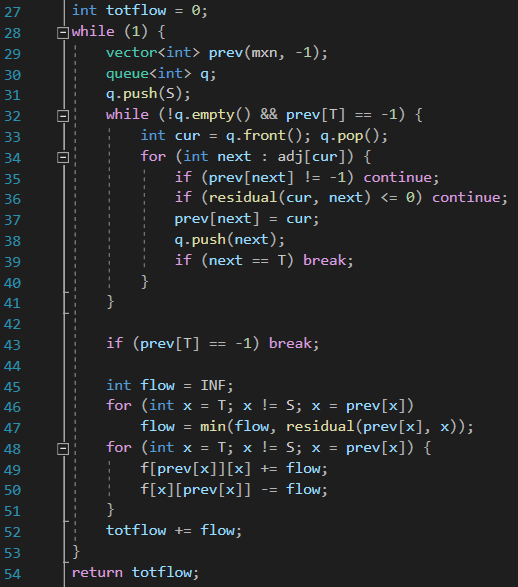 27 int totflow = 0;
28 while (1) {
29     vector<int> prev(mxn, -1);
30     queue<int> q;
31     q.push(S);
32     while (!q.empty() && prev[T] == -1) {
33         int cur = q.front(); q.pop();
34         for (int next : adj[cur]) {
35             if (prev[next] != -1) continue;
36             if (residual(cur, next) <= 0) continue;
37             prev[next] = cur;
38             q.push(next);
39             if (next == T) break;
40         }
41     }
42
43     if (prev[T] == -1) break;
44
45     int flow = INF;
46     for (int x = T; x != S; x = prev[x])
47         flow = min(flow, residual(prev[x], x));
48     for (int x = T; x != S; x = prev[x]) {
49         f[prev[x]][x] += flow;
50         f[x][prev[x]] -= flow;
51     }
52     totflow += flow;
53 }
54 return totflow;